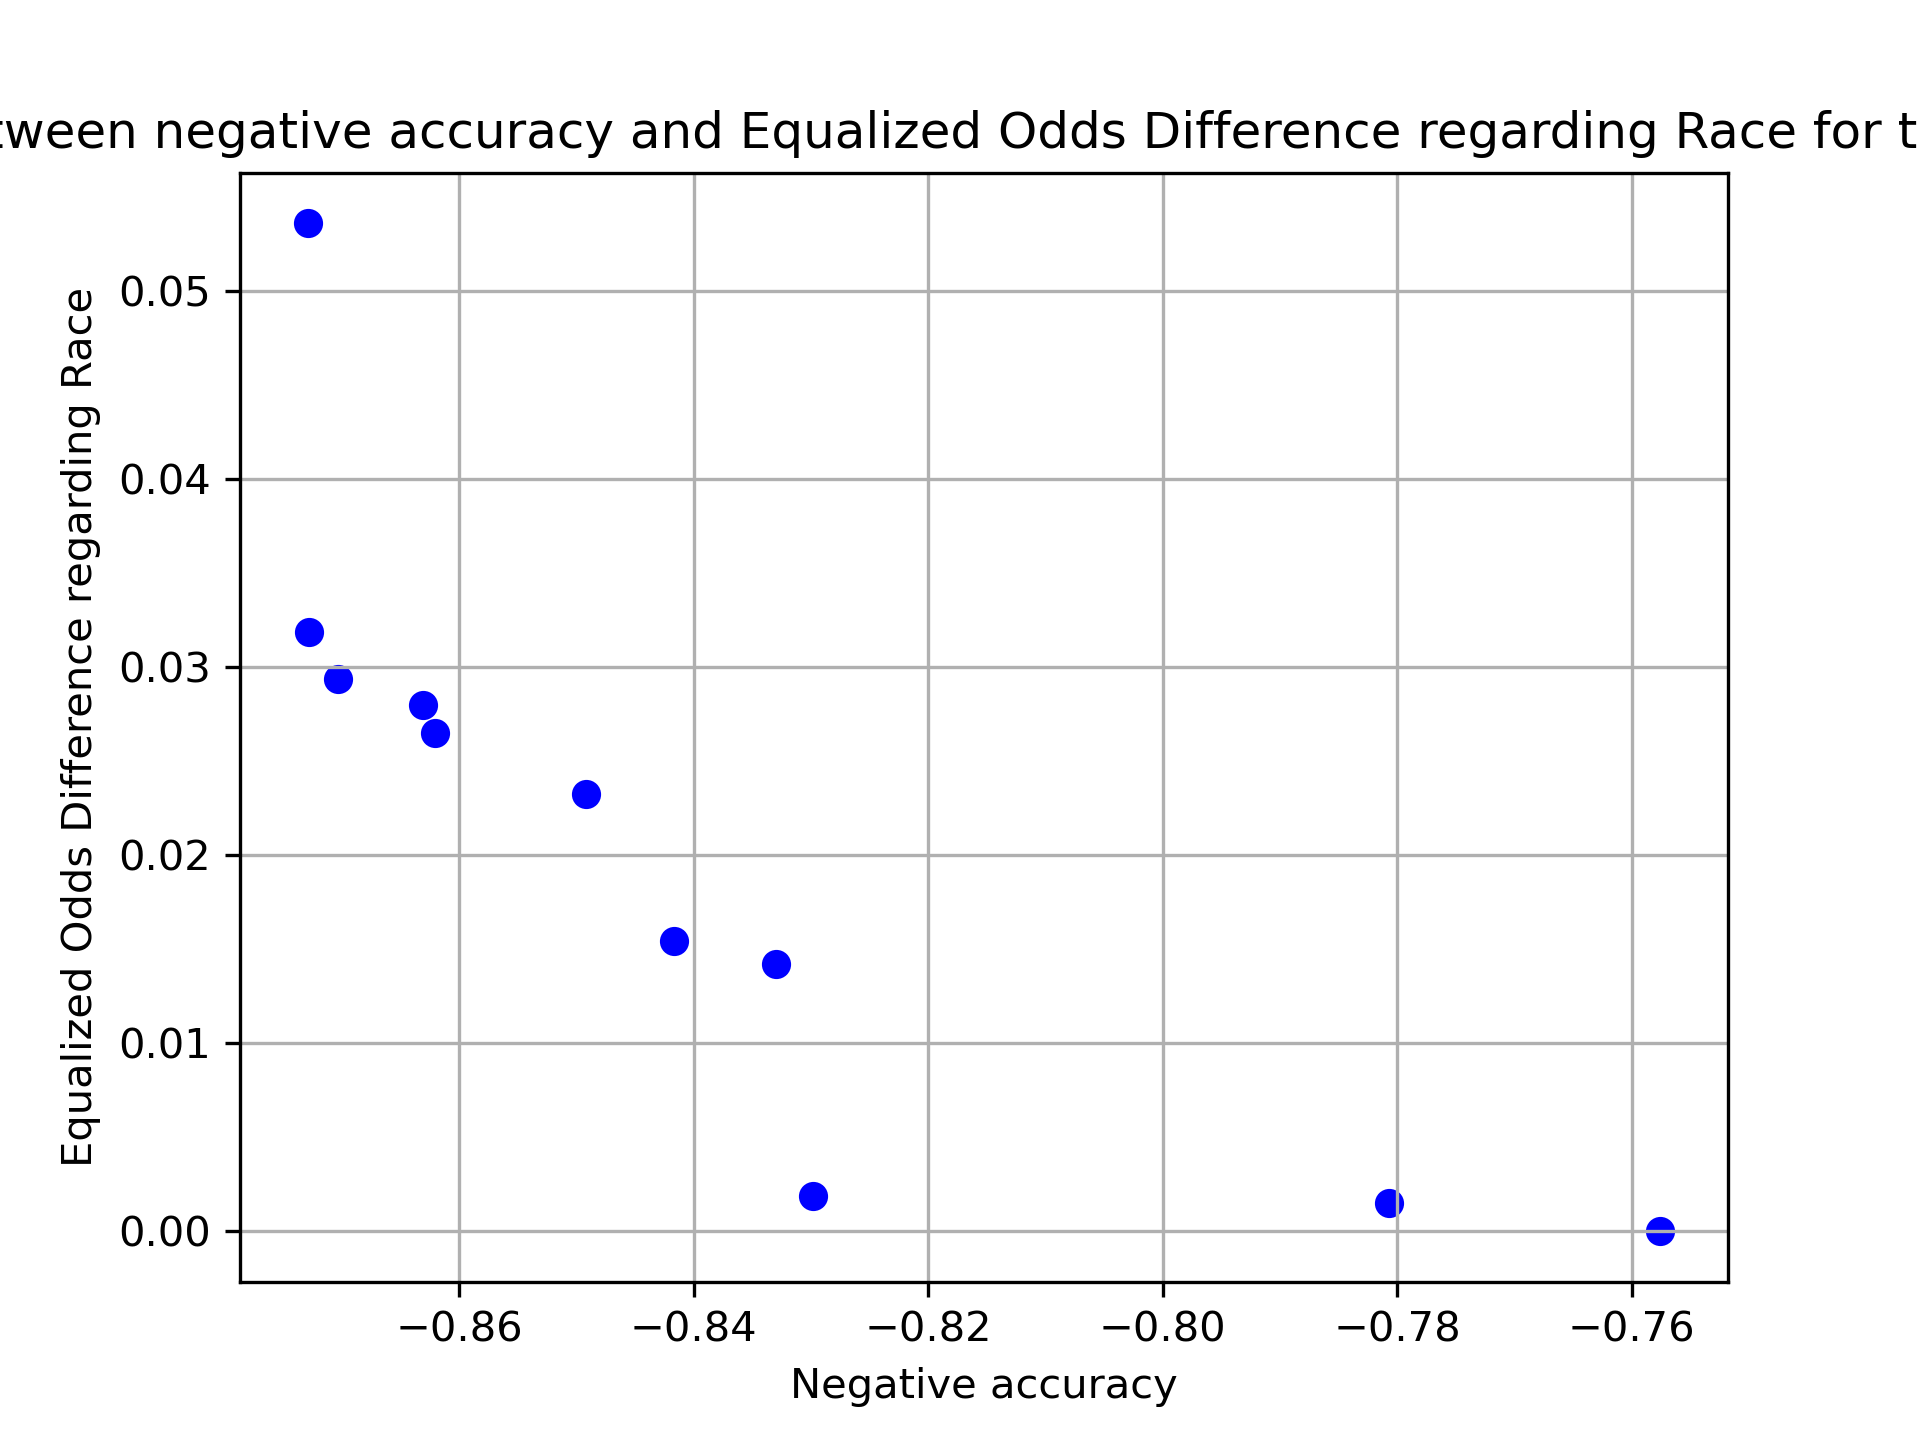 negative accuracy and Equalized Odds Difference regarding Race for
Equalized Odds Difference regarding Race
0.05
0.04
0.03
0.02
0.01
0.00
−0.86 −0.84 −0.82 −0.80 −0.78 −0.76
Negative accuracy